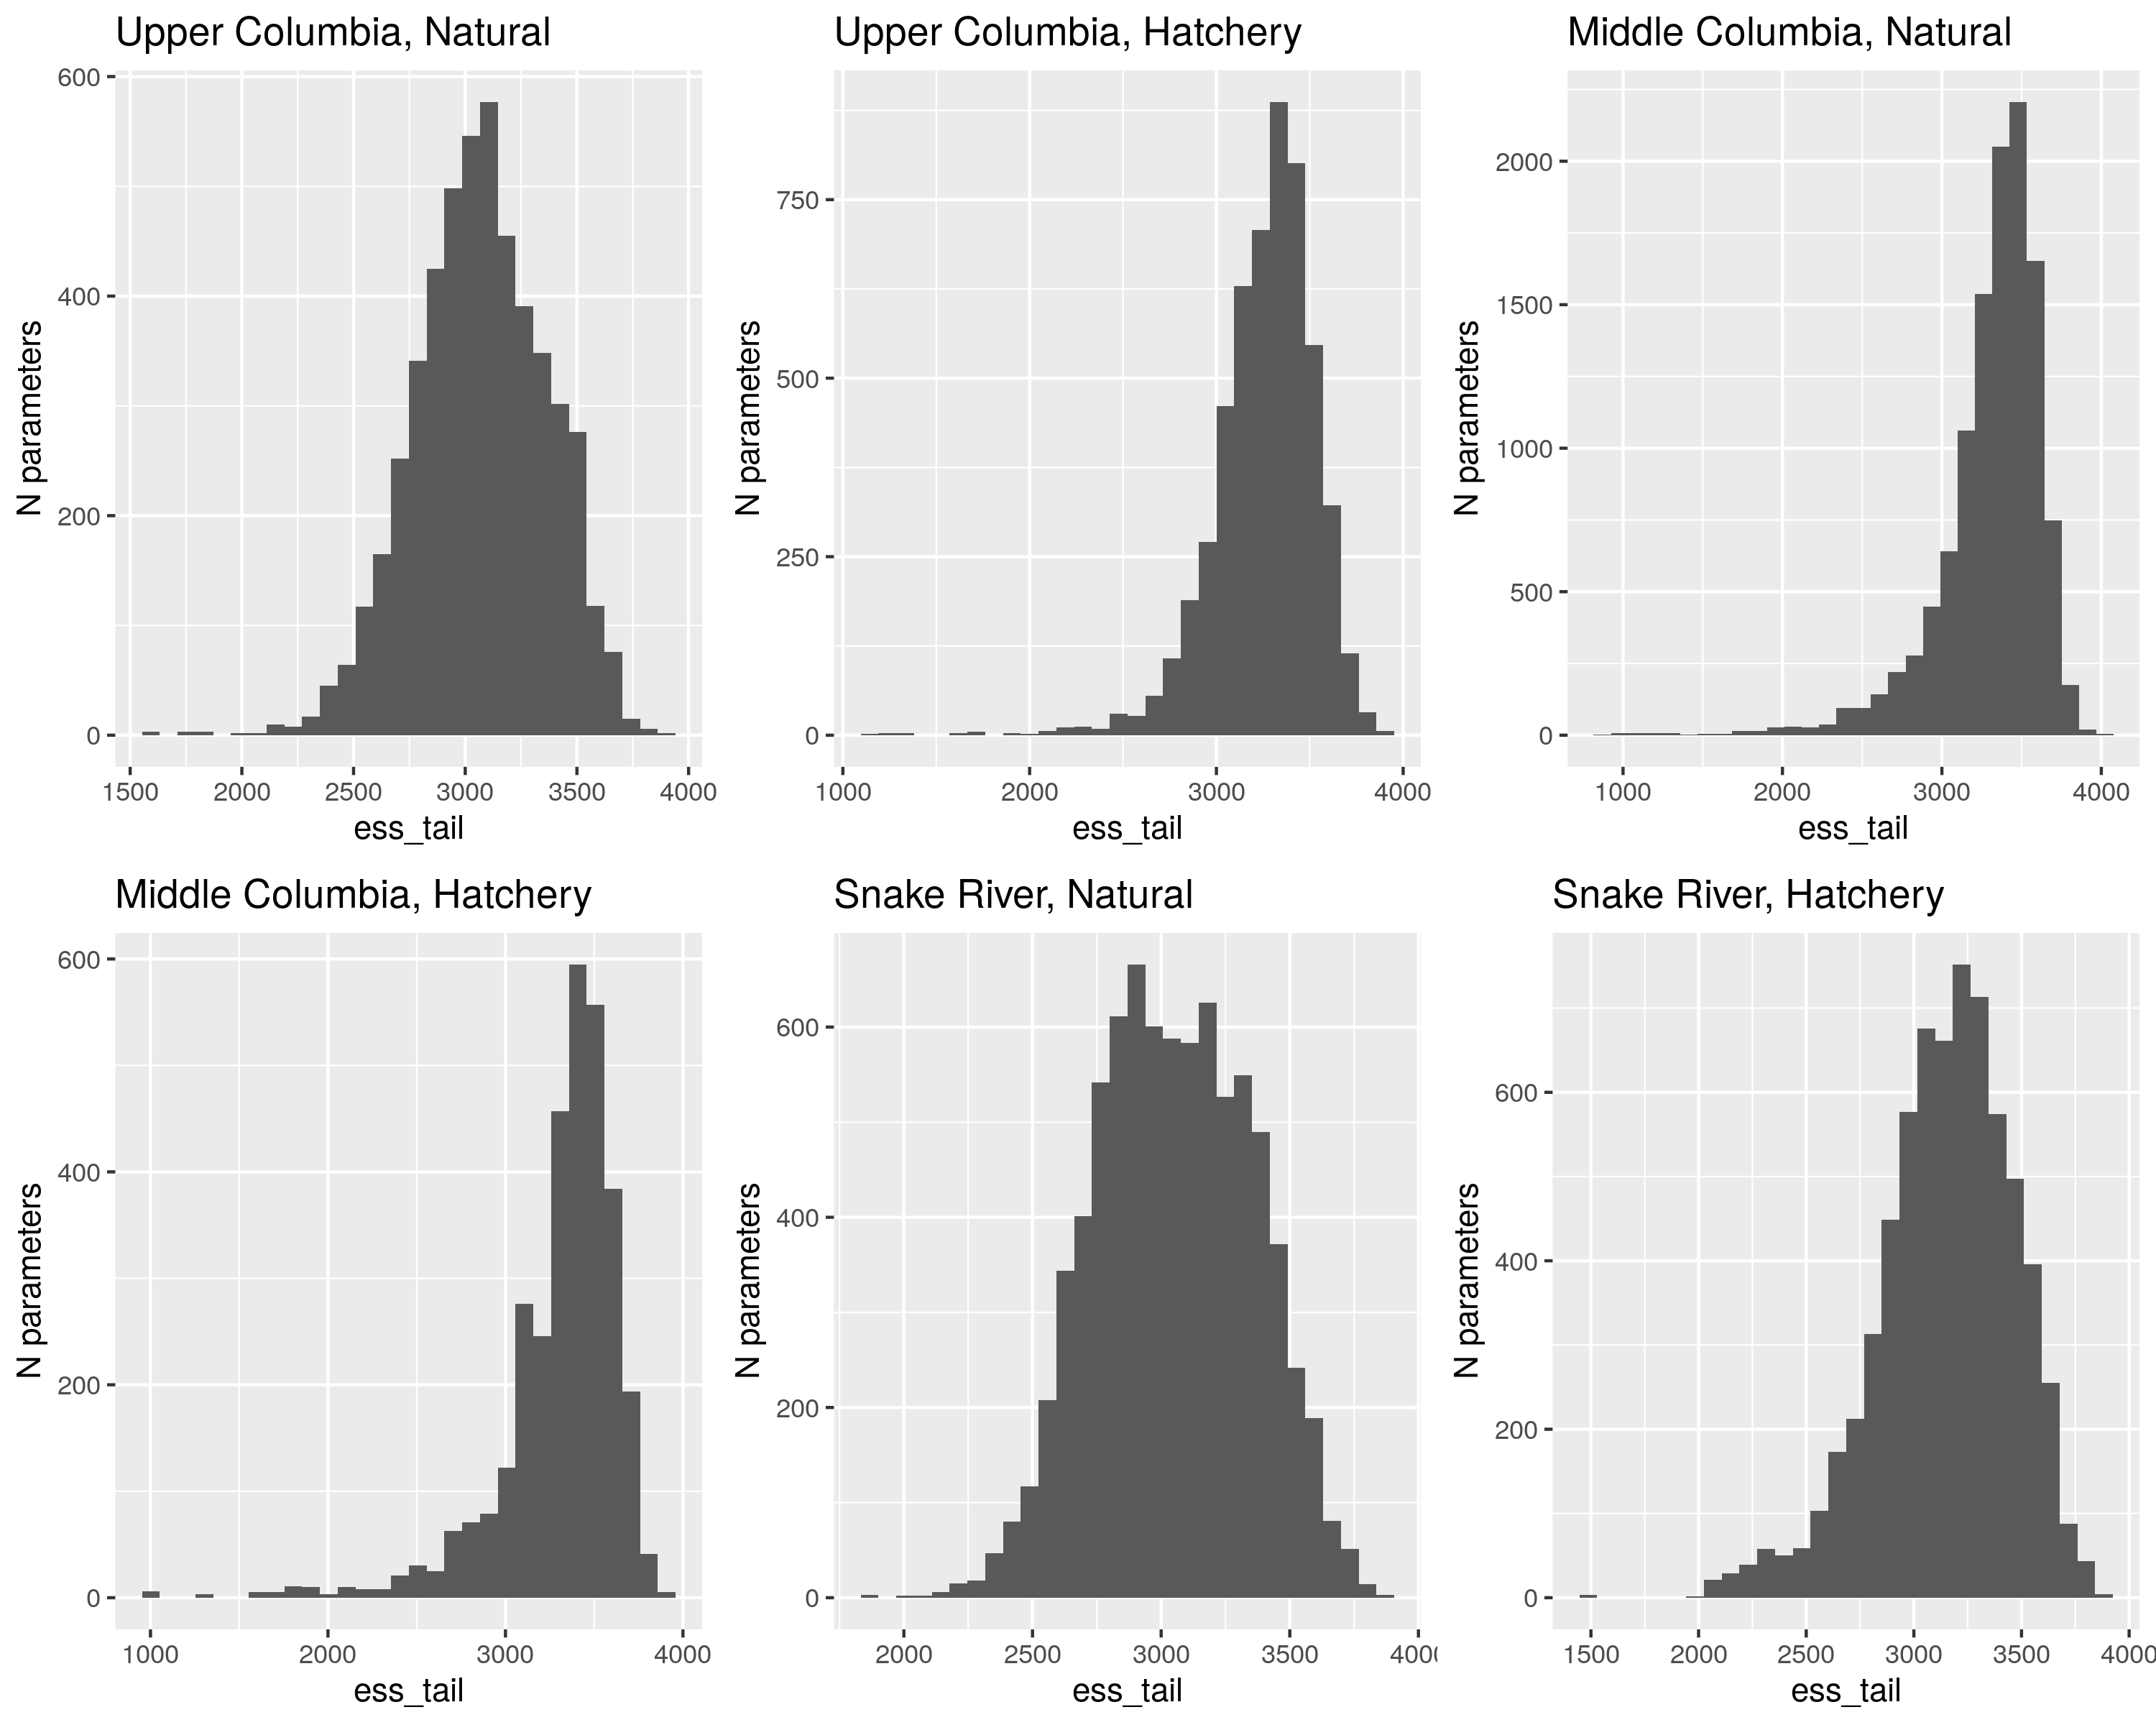 Upper Columbia, Natural
N parameters
600
400
200
0
1500 2000 2500 3000 3500 4000
ess_tail
Upper Columbia, Hatchery
N parameters
750
500
250
0
1000 2000 3000 4000
ess_tail
Middle Columbia, Natural
N parameters
2000
1500
1000
500
0
1000 2000 3000 4000
ess_tail
Middle Columbia, Hatchery
N parameters
600
400
200
0
1000 2000 3000 4000
ess_tail
Snake River, Natural
N parameters
600
400
200
0
2000 2500 3000 3500 400
ess_tail
Snake River, Hatchery
N parameters
600
400
200
0
1500 2000 2500 3000 3500 4000
ess_tail